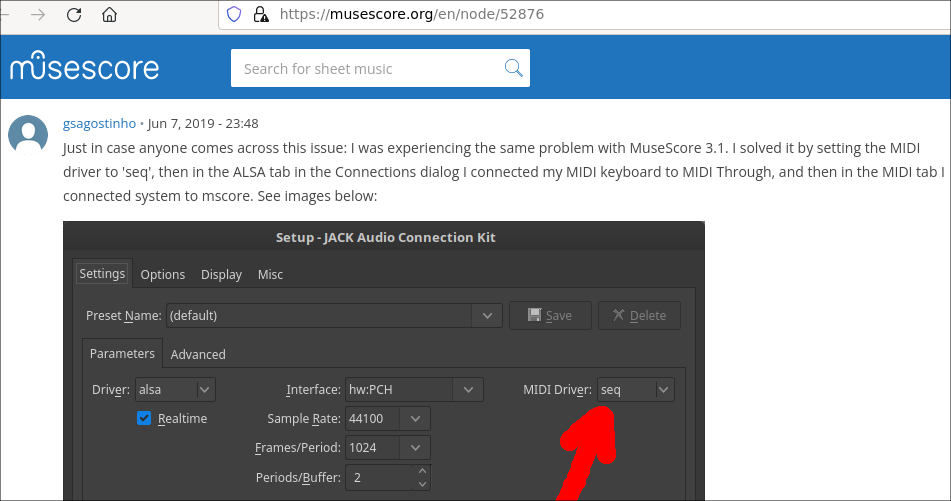 https://musescore.org/en/node/52876
musescore
Search for sheet music
gsagostinho • Jun 7, 2019 - 23:48
Just in case anyone comes across this issue: I was experiencing the same problem with MuseScore 3.1. I solved it by setting the MIDI
driver to 'seq', then in the ALSA tab in the Connections dialog I connected my MIDI keyboard to MIDI Through, and then in the MIDI tab I
connected system to mscore. See images below:
Setup - JACK Audio Connection Kit
Settings Options Display Misc
Preset Name: (default) Save Delete
Parameters Advanced
Driver: alsa Interface: hw:PCH MIDI Driver: seq
Realtime Sample Rate: 44100
Frames/Period: 1024
Periods/Buffer: 2